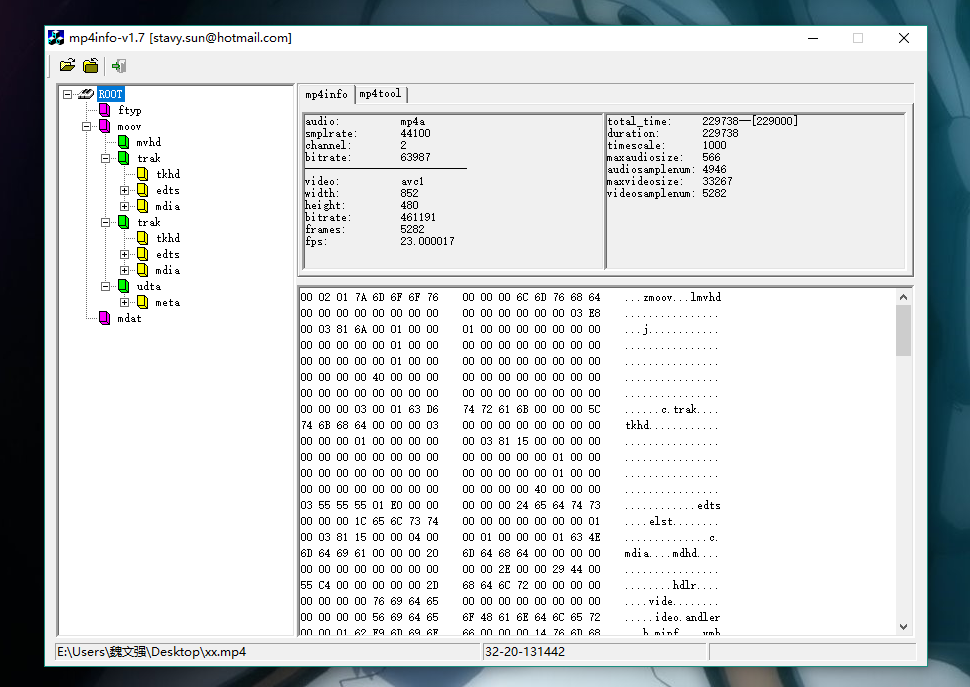 mp4info-v1.7 [stavy.sun@hotmail.com]
ROOT
ftyp
moov
mvhd
trak
tkhd
edts
mdia
trak
tkhd
edts
mdia
udta
meta
mdat
mp4info mp4tool
audio: mp4a
smplrate: 44100
channel: 2
bitrate: 63987
video: avc1
width: 852
height: 480
bitrate: 461191
frames: 5282
fps: 23.000017
total_time: 229738--[229000]
duration: 229738
timescale: 1000
maxaudiosize: 566
audiosamplenum: 4946
maxvideosize: 33267
videosamplenum: 5282
00 02 01 7A 6D 6F 6F 76 00 00 00 6C 6D 76 68 64 ...zmoov...lmvhd
00 00 00 00 00 00 00 00 00 00 00 00 00 00 03 E8 ................
00 03 81 6A 00 01 00 00 01 00 00 00 00 00 00 00 ...j............
00 00 00 00 00 01 00 00 00 00 00 00 00 00 00 00 ................
00 00 00 00 00 01 00 00 00 00 00 00 00 00 00 00 ................
00 00 00 00 40 00 00 00 00 00 00 00 00 00 00 00 ................
00 00 00 00 00 00 00 00 00 00 00 00 00 00 00 00 ................
00 00 00 03 00 01 63 D6 74 72 61 6B 00 00 00 5C ......c.trak....
74 6B 68 64 00 00 00 03 00 00 00 00 00 00 00 00 tkhd............
00 00 00 01 00 00 00 00 00 03 81 15 00 00 00 00 ................
00 00 00 00 00 00 00 00 00 00 00 00 00 01 00 00 ................
00 00 00 00 00 00 00 00 00 00 00 00 00 01 00 00 ................
00 00 00 00 00 00 00 00 00 00 00 00 40 00 00 00 ................
03 55 55 55 01 E0 00 00 00 00 00 24 65 64 74 73 ............edts
00 00 00 1C 65 6C 73 74 00 00 00 00 00 00 00 01 ....elst........
00 03 81 15 00 00 04 00 00 01 00 00 00 01 63 4E ..............c.
6D 64 69 61 00 00 00 20 6D 64 68 64 00 00 00 00 mdia....mdhd....
00 00 00 00 00 00 00 00 00 00 2E 00 00 29 44 00 ................
55 C4 00 00 00 00 00 2D 68 64 6C 72 00 00 00 00 ........hdlr....
00 00 00 00 76 69 64 65 00 00 00 00 00 00 00 00 ....vide........
00 00 00 00 56 69 64 65 6F 48 61 6E 64 6C 65 72 .....ideo.andler
E:\Users\魏文强\Desktop\xx.mp4 32-20-131442